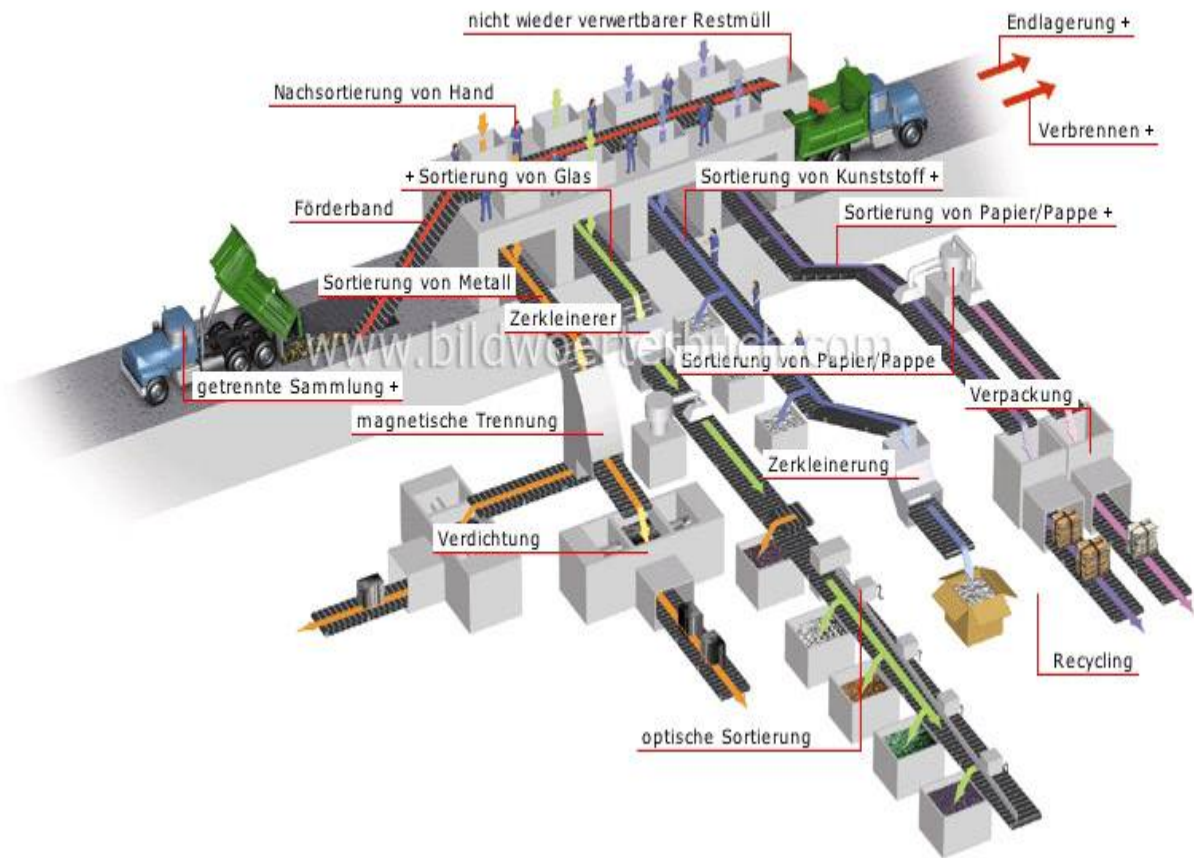 nicht wieder verwertbarer Restmüll
Endlagerung +
Nachsortierung von Hand
Verbrennen +
+ Sortierung von Glas
Sortierung von Kunststoff +
Förderband
Sortierung von Papier/Pappe +
Sortierung von Metall
Zerkleinerer
www.bildwoerterbuch.com
Sortierung von Papier/Pappe
getrennte Sammlung +
Verpackung
magnetische Trennung
Zerkleinerung
Verdichtung
Recycling
optische Sortierung